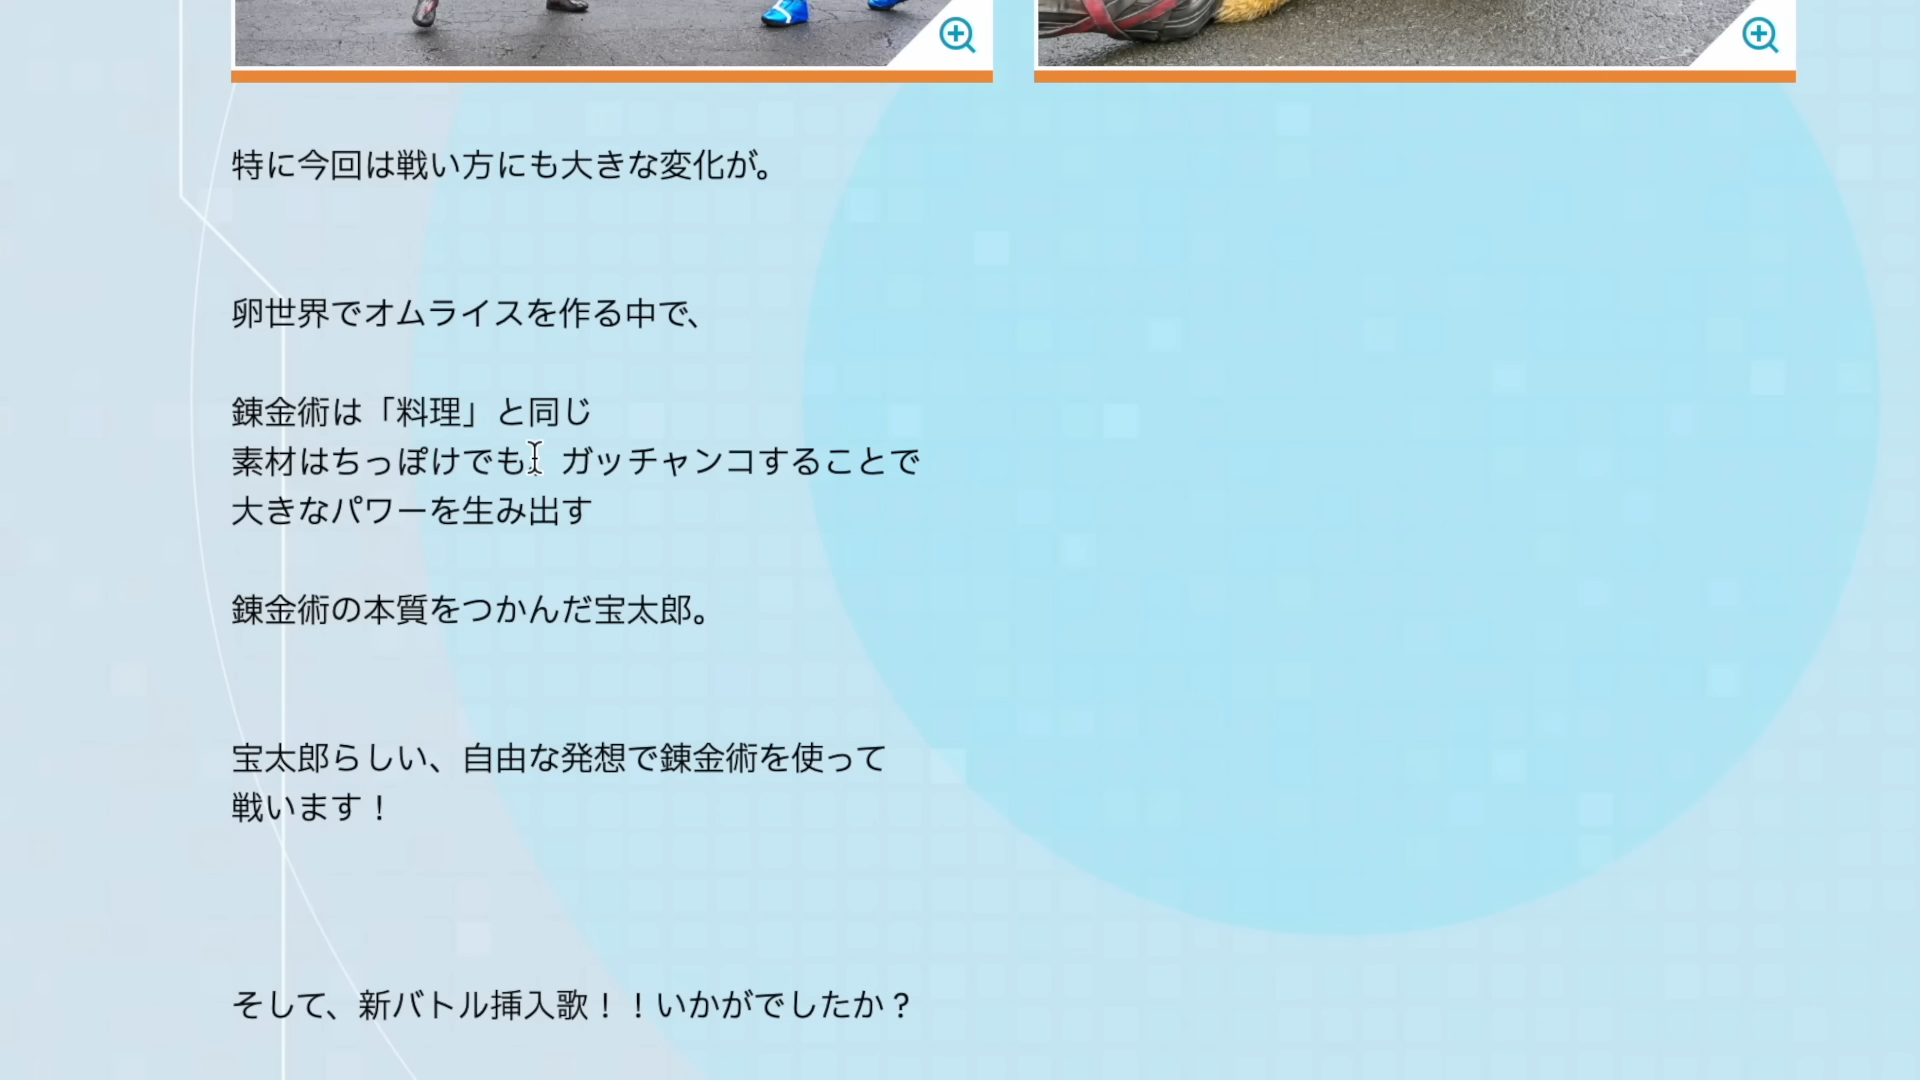 特に今回は戦い方にも大きな変化が。
卵世界でオムライスを作る中で、
錬金術は「料理」と同じ
素材はちっぽけでも、ガッチャンコすることで
大きなパワーを生み出す
錬金術の本質をつかんだ宝太郎。
宝太郎らしい、自由な発想で錬金術を使って
戦います！
そして、新バトル挿入歌！！いかがでしたか？